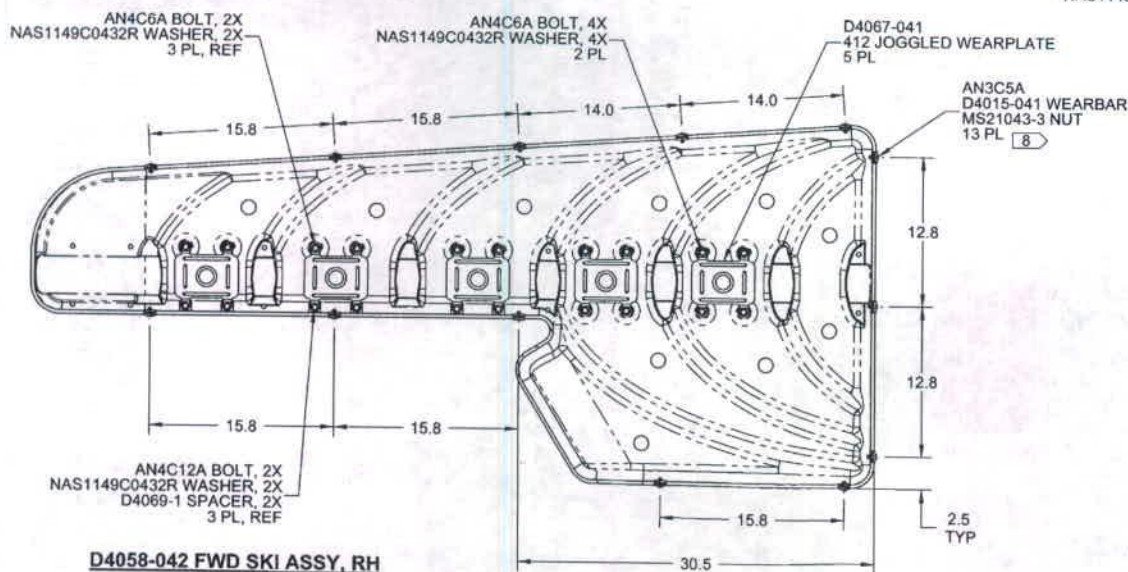 AN4C6A BOLT, 2X
NAS1149C0432R WASHER, 2X
3 PL, REF
AN4C6A BOLT, 4X
NAS1149C0432R WASHER, 4X
2 PL
D4067-041
412 JOGGLED WEARPLATE
5 PL
AN3C5A
D4015-041 WEARBAR
MS21043-3 NUT
13 PL 8
15.8
15.8
14.0
14.0
12.8
12.8
15.8
15.8
AN4C12A BOLT, 2X
NAS1149C0432R WASHER, 2X
D4069-1 SPACER, 2X
3 PL, REF
15.8
2.5
TYP
30.5
D4058-042 FWD SKI ASSY, RH